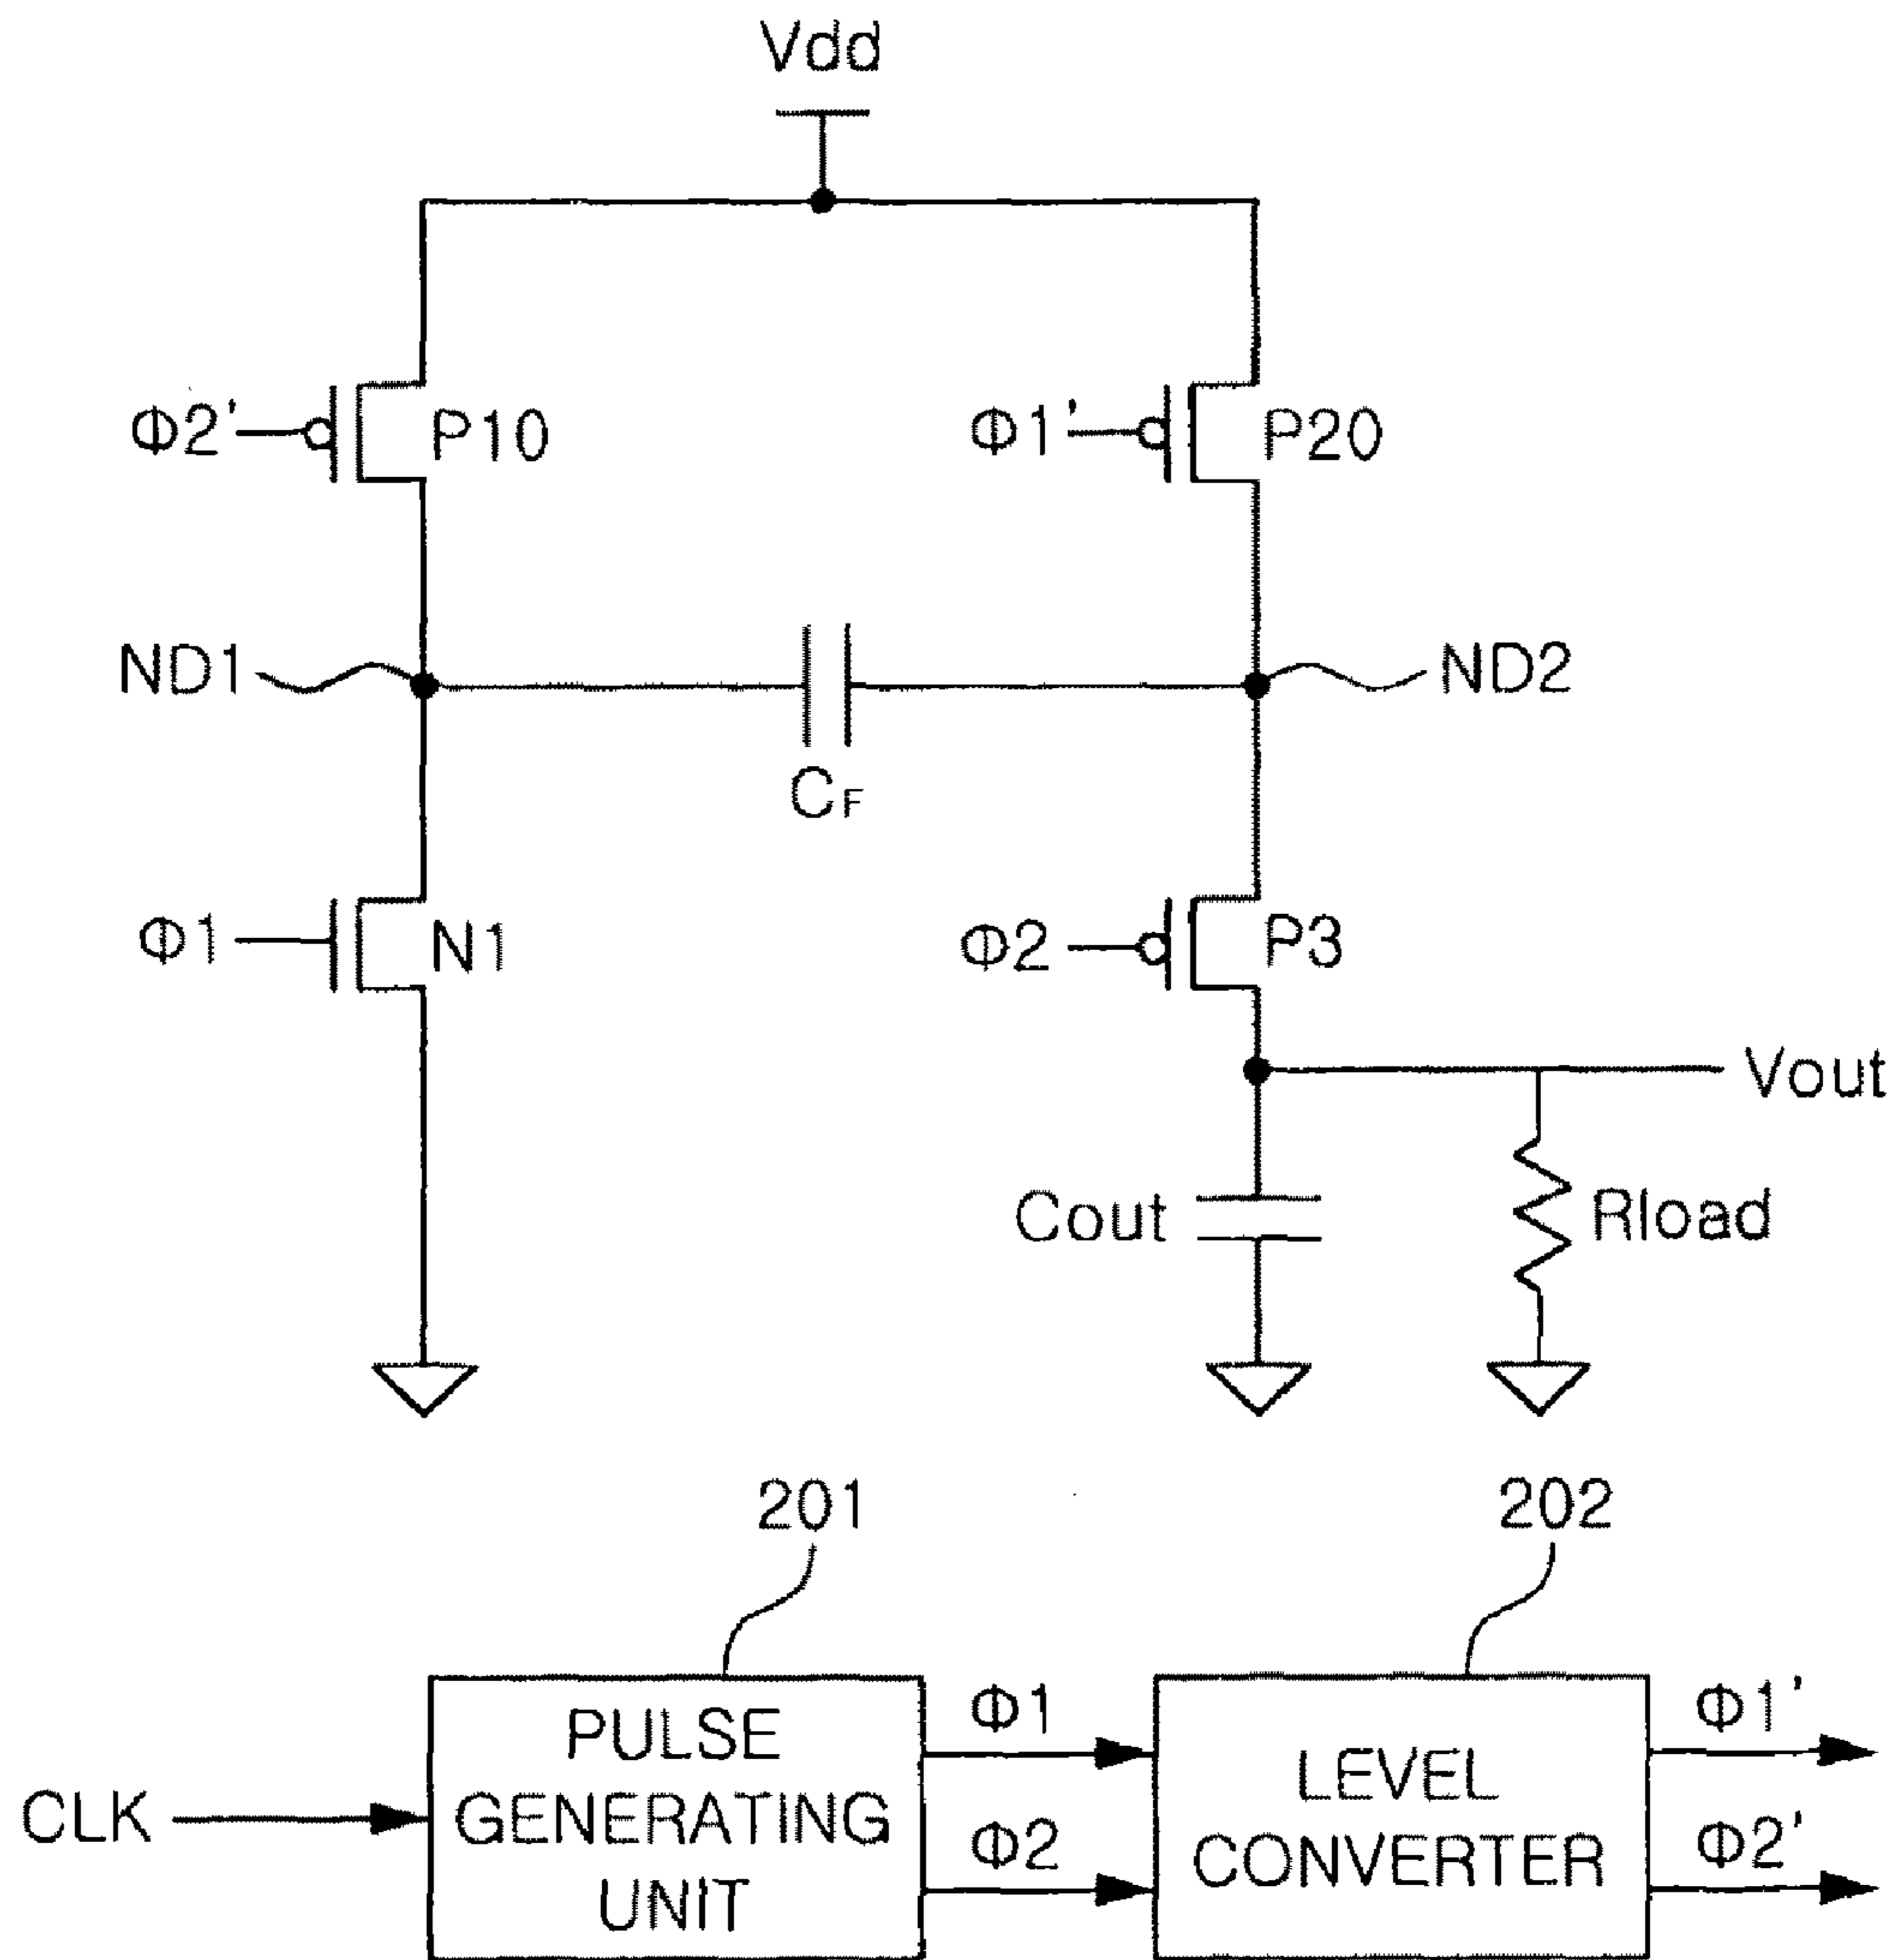 Vdd
Φ2' P10 Φ1' P20
ND1 ND2
CF
Φ1 N1 Φ2 P3
Vout
Cout Rload
201 202
PULSE GENERATING UNIT
Φ1
Φ2
LEVEL CONVERTER
Φ1'
Φ2'
CLK